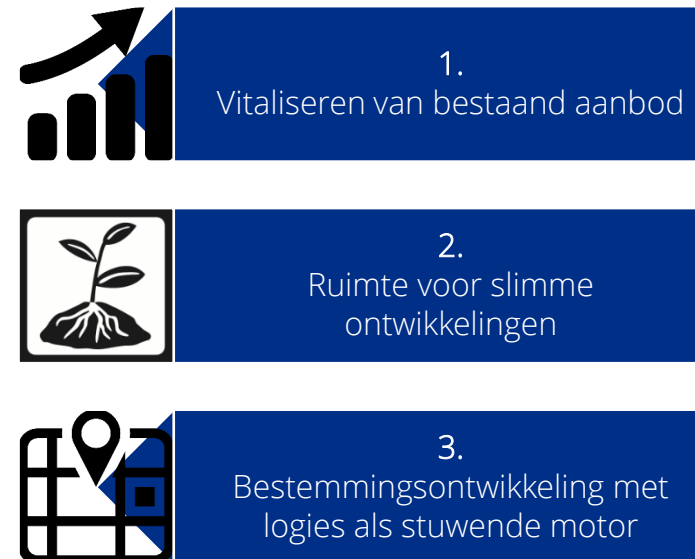 1.
Vitaliseren van bestaand aanbod
2.
Ruimte voor slimme
ontwikkelingen
3.
Bestemmingsontwikkeling met
logies als stuwende motor